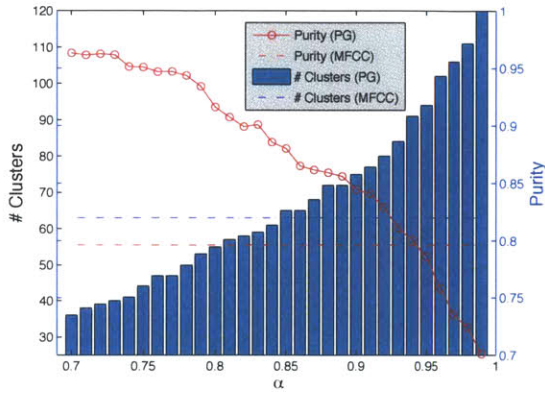 120
110
100
90
80
70
60
50
40
30
# Clusters
Purity (PG)
Purity (MFCC)
# Clusters (PG)
# Clusters (MFCC)
1
0.95
0.9
0.85
0.8
0.75
0.7
Purity
0.7 0.75 0.8 0.85 0.9 0.95 1
α